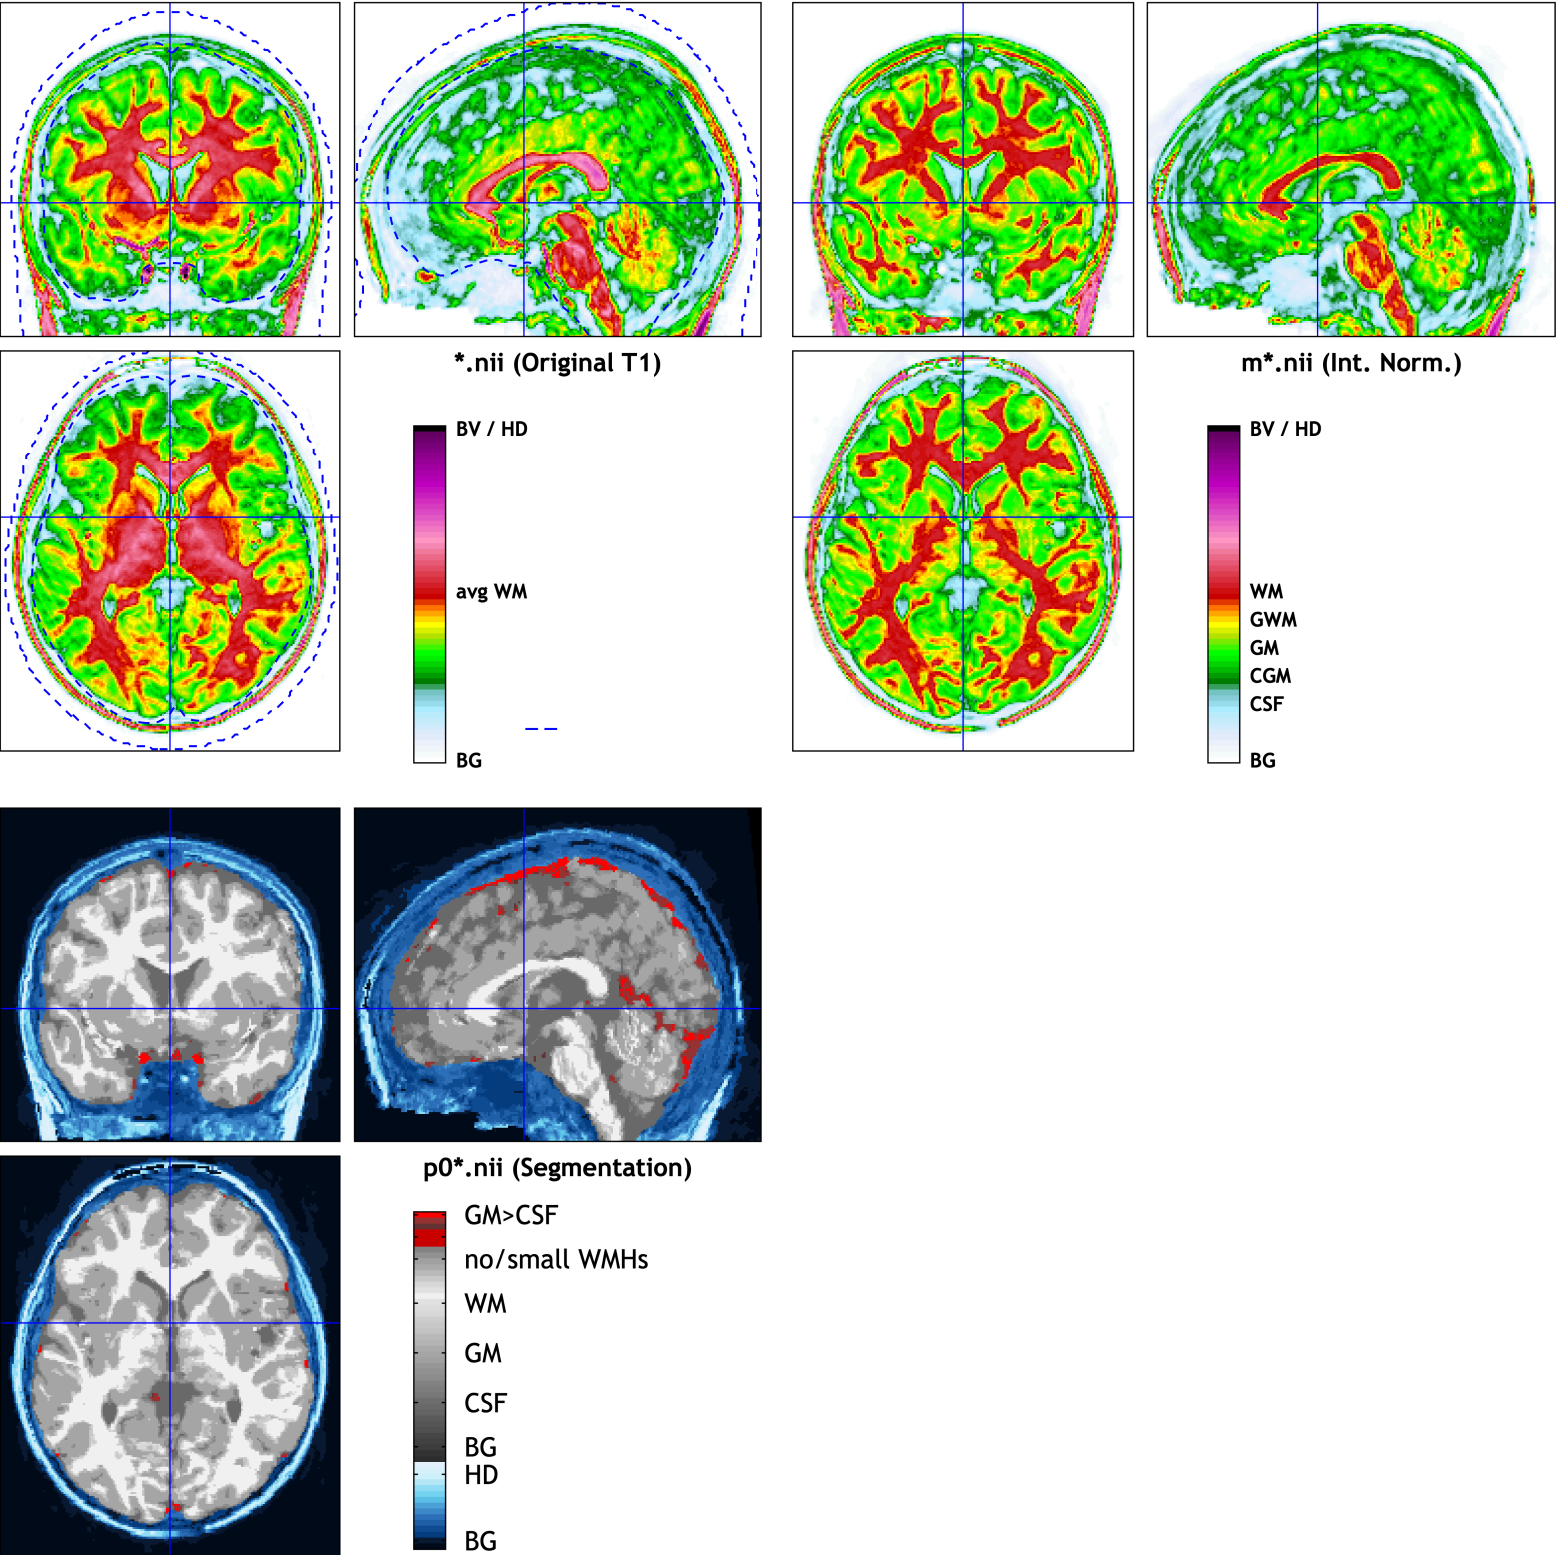 *.nii (Original T1)
BV / HD
avg WM
BG
m*.nii (Int. Norm.)
BV / HD
WM
GWM
GM
CGM
CSF
BG
p0*.nii (Segmentation)
GM>CSF
no/small WMHs
WM
GM
CSF
BG
HD
BG